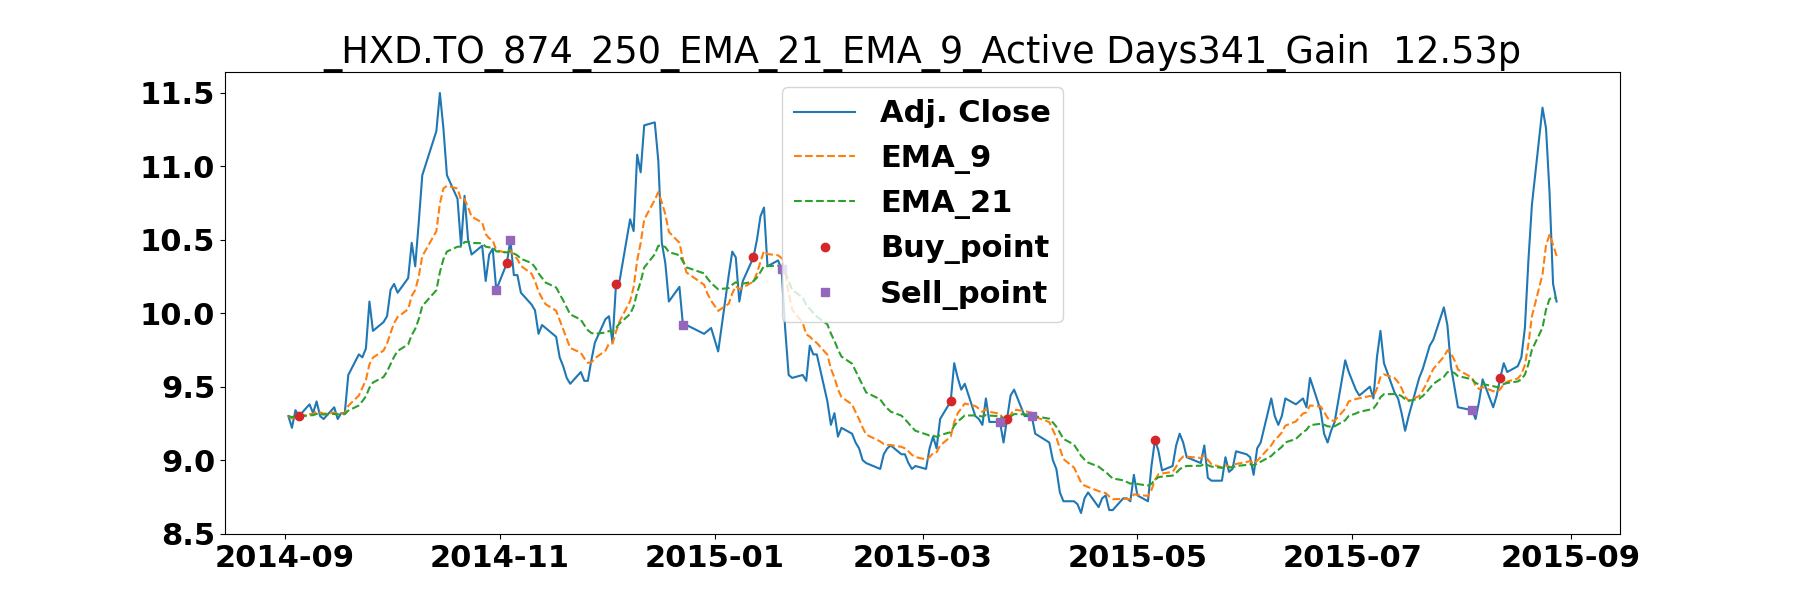 _HXD.TO_874_250_EMA_21_EMA_9_Active Days341_Gain  12.53p
11.5
11.0
10.5
10.0
9.5
9.0
8.5
Adj. Close
EMA_9
EMA_21
Buy_point
Sell_point
2014-09 2014-11 2015-01 2015-03 2015-05 2015-07 2015-09